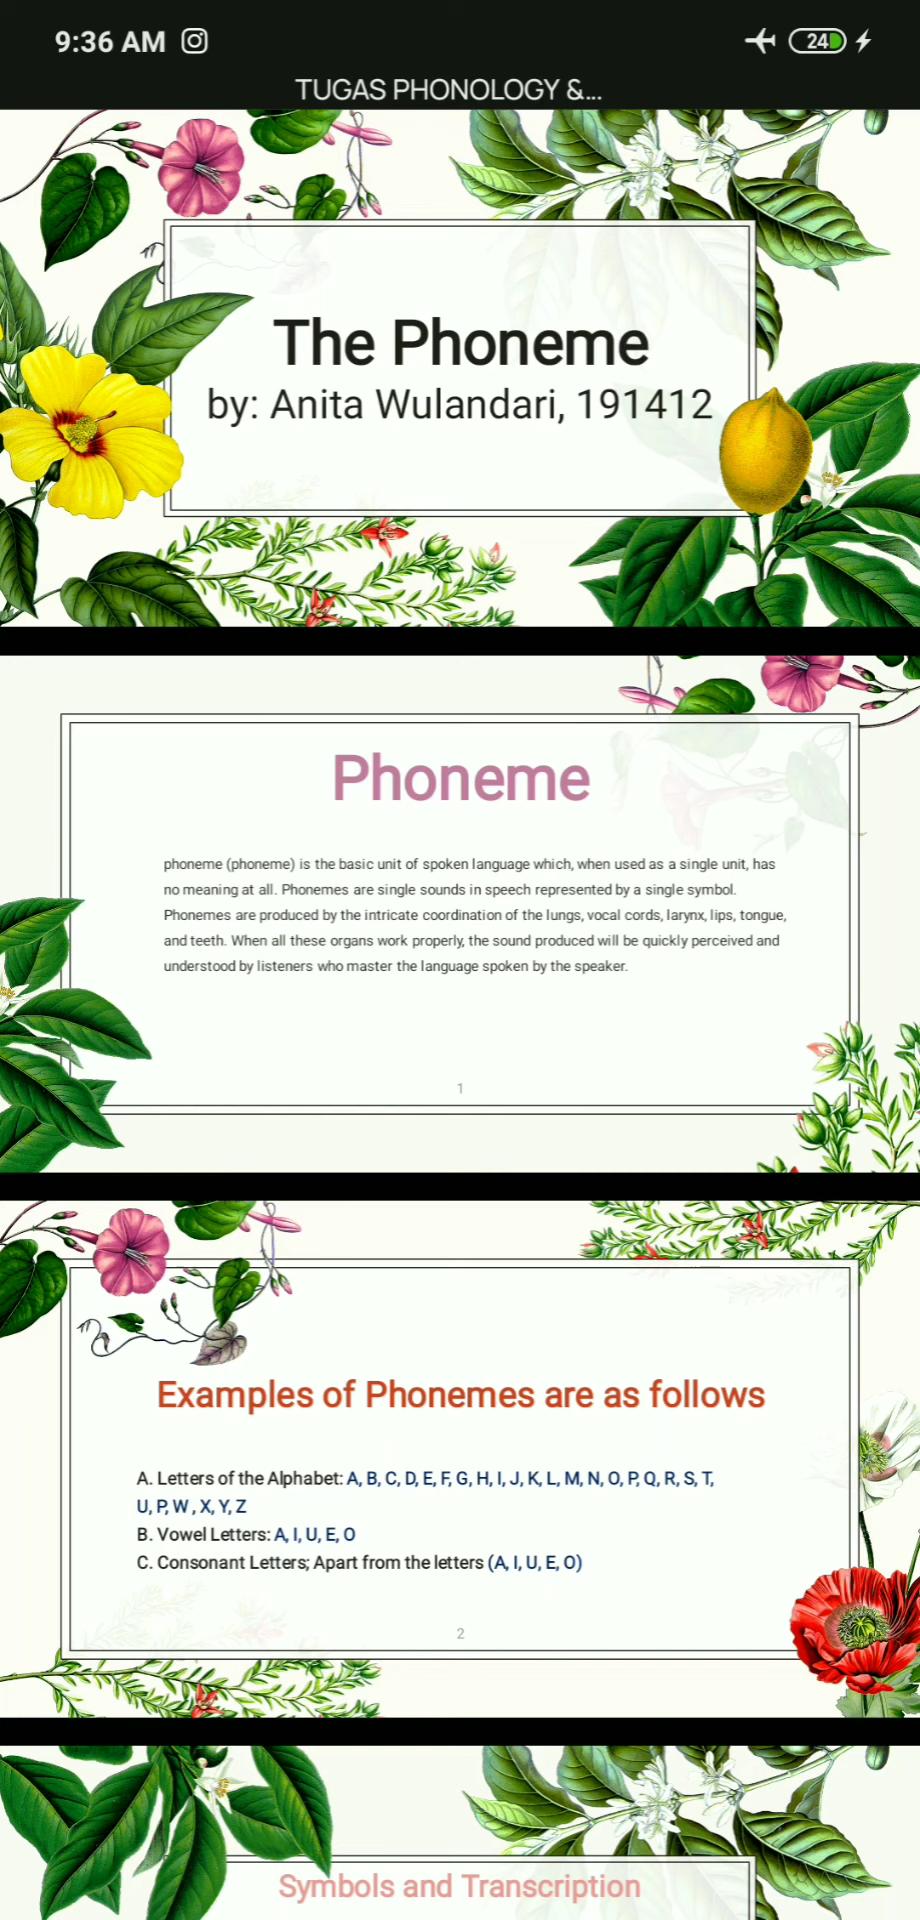 9:36 AM
24
TUGAS PHONOLOGY &...
The Phoneme
by: Anita Wulandari, 191412
Phoneme
phoneme (phoneme) is the basic unit of spoken language which, when used as a single unit, has
no meaning at all. Phonemes are single sounds in speech represented by a single symbol.
Phonemes are produced by the intricate coordination of the lungs, vocal cords, larynx, lips, tongue,
and teeth. When all these organs work properly, the sound produced will be quickly perceived and
understood by listeners who master the language spoken by the speaker.
1
Examples of Phonemes are as follows
A. Letters of the Alphabet: A, B, C, D, E, F, G, H, I, J, K, L, M, N, O, P, Q, R, S, T,
U, P, W , X, Y, Z
B. Vowel Letters: A, I, U, E, O
C. Consonant Letters; Apart from the letters (A, I, U, E, O)
2
Symbols and Transcription